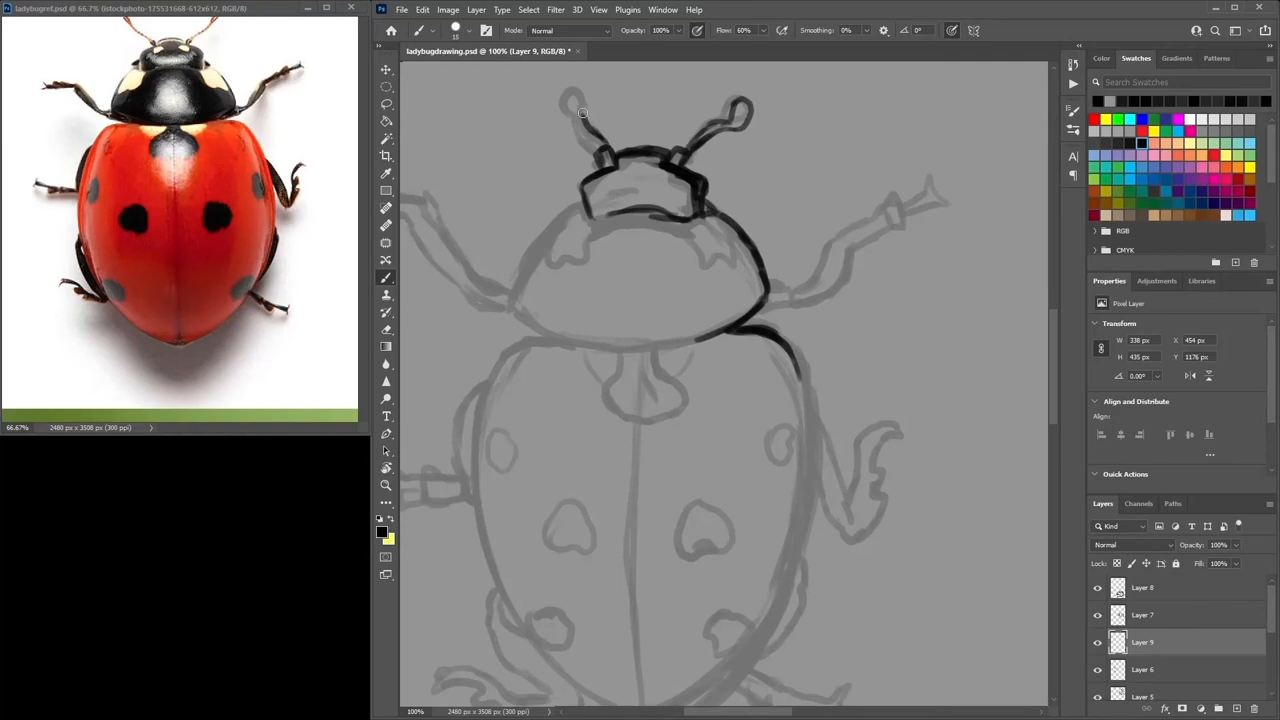 ladybugref.psd @ 66.7% (istockphoto-175531668-612x612, RGB/8)
66.67%
2480 px x 3508 px (300 ppi)
Ps
File Edit Image Layer Type Select Filter 3D View Plugins Window Help
15
Mode: Normal
Opacity: 100%
Flow: 60%
Smoothing: 0%
0°
ladybugdrawing.psd @ 100% (Layer 9, RGB/8) *
100%
2480 px x 3508 px (300 ppi)
Color Swatches Gradients Patterns
Search Swatches
RGB
CMYK
Properties Adjustments Libraries
Pixel Layer
Transform
W 338 px X 454 px
H 435 px Y 1176 px
0.00°
Align and Distribute
Align:
Quick Actions
Layers Channels Paths
Kind
Normal
Opacity: 100%
Lock:
Fill: 100%
Layer 8
Layer 7
Layer 9
Layer 6
Layer 5
fx